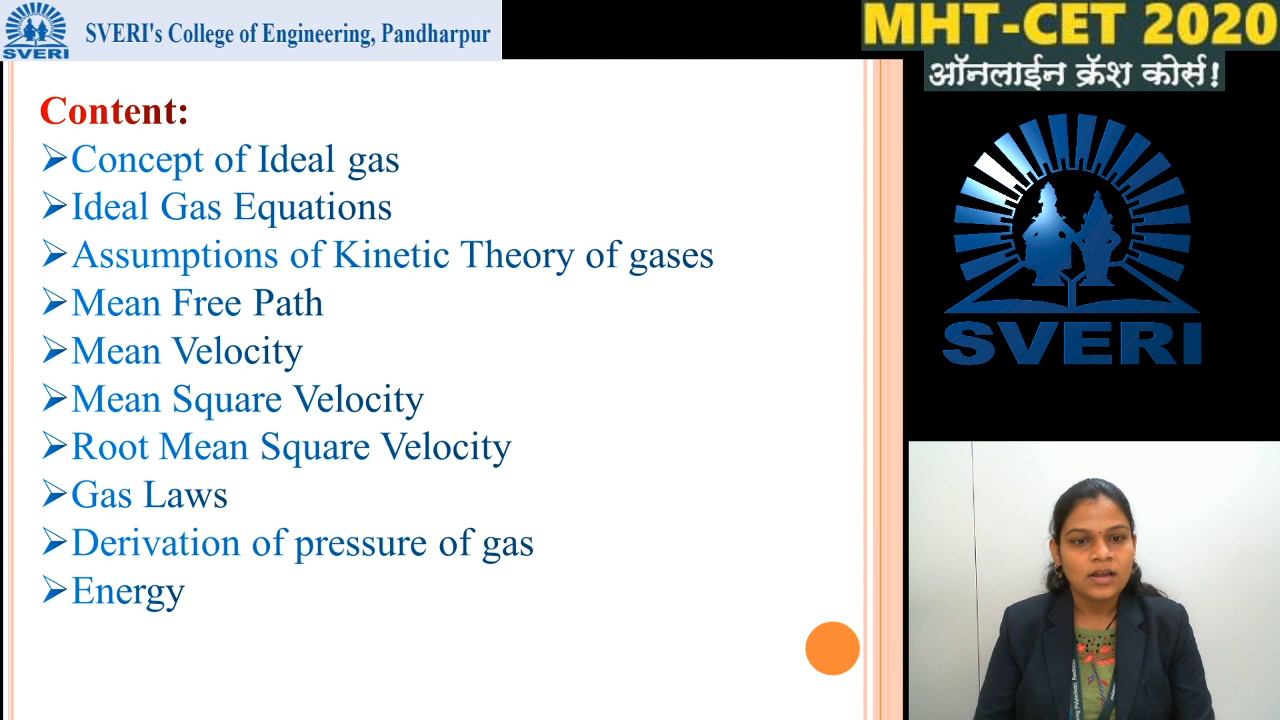 SVERI
SVERI's College of Engineering, Pandharpur
MHT-CET 2020
ऑनलाईन क्रॅश कोर्स!
Content:
➢Concept of Ideal gas
➢Ideal Gas Equations
➢Assumptions of Kinetic Theory of gases
➢Mean Free Path
➢Mean Velocity
➢Mean Square Velocity
➢Root Mean Square Velocity
➢Gas Laws
➢Derivation of pressure of gas
➢Energy
SVERI